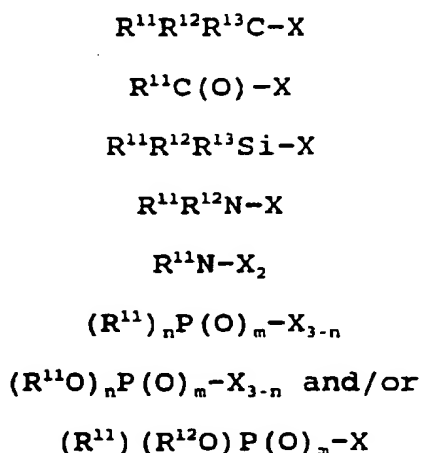 R¹¹R¹²R¹³C-X
R¹¹C(O)-X
R¹¹R¹²R¹³Si-X
R¹¹R¹²N-X
R¹¹N-X₂
(R¹¹)ₙP(O)ₘ-X₃₋ₙ
(R¹¹O)ₙP(O)ₘ-X₃₋ₙ and/or
(R¹¹)(R¹²O)P(O)ₘ-X